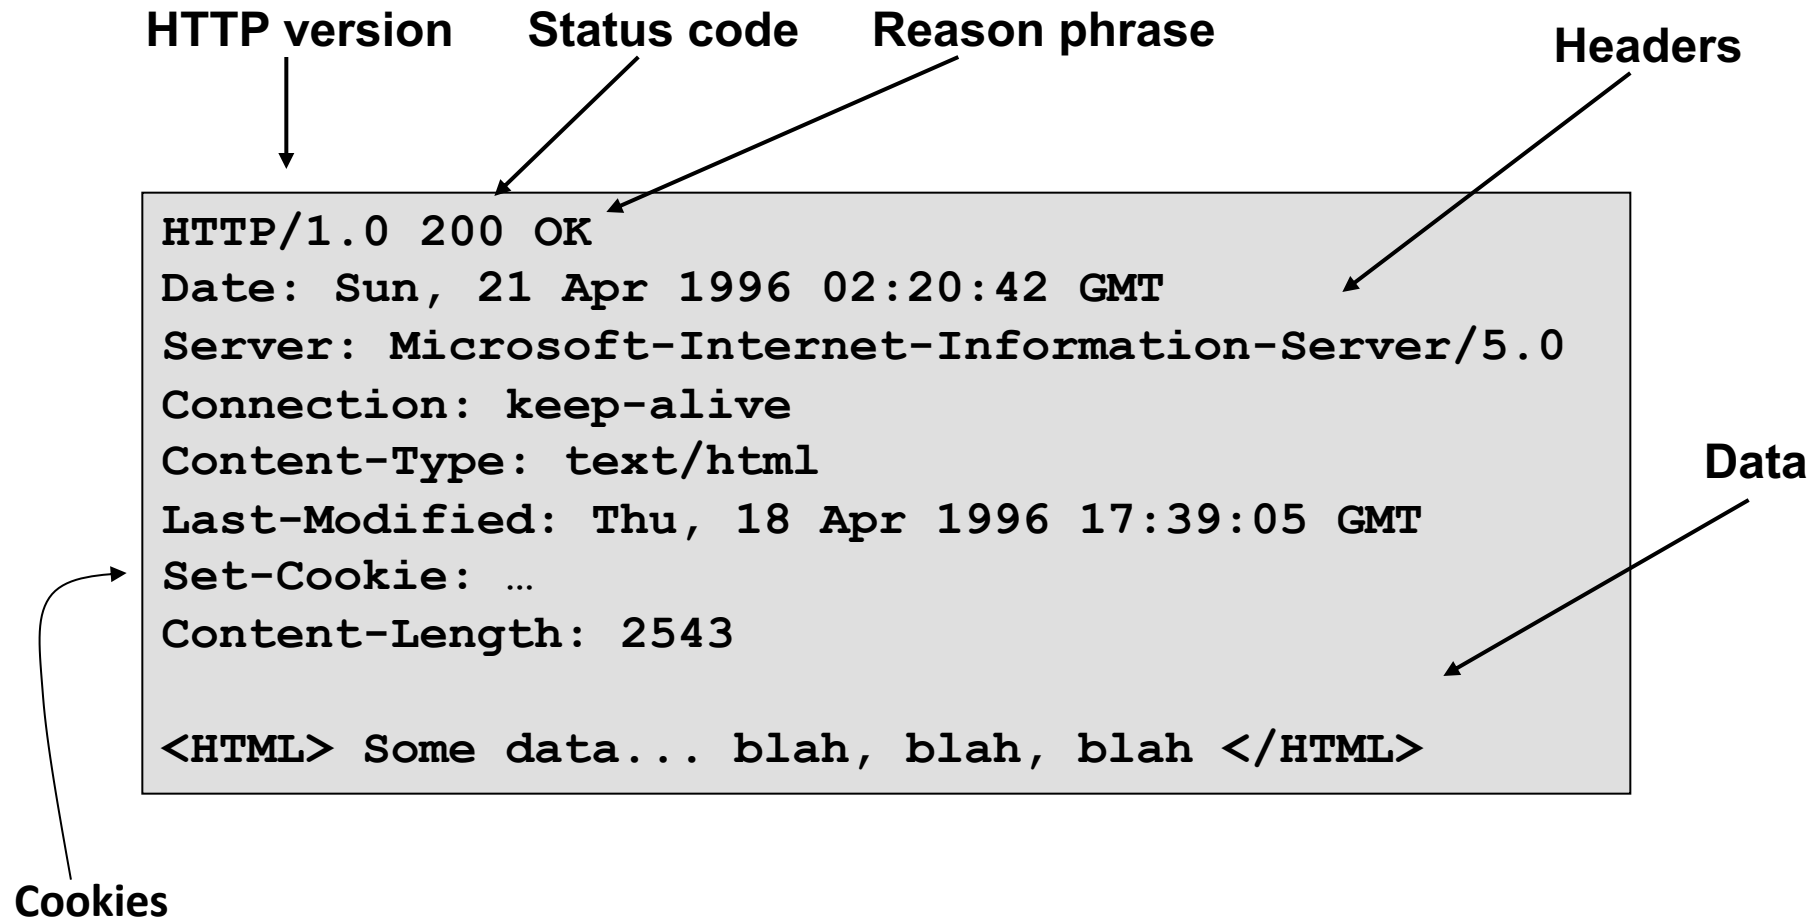 HTTP version Status code Reason phrase Headers
HTTP/1.0 200 OK
Date: Sun, 21 Apr 1996 02:20:42 GMT
Server: Microsoft-Internet-Information-Server/5.0
Connection: keep-alive
Content-Type: text/html
Data
Last-Modified: Thu, 18 Apr 1996 17:39:05 GMT
Set-Cookie: …
Content-Length: 2543
<HTML> Some data... blah, blah, blah </HTML>
Cookies